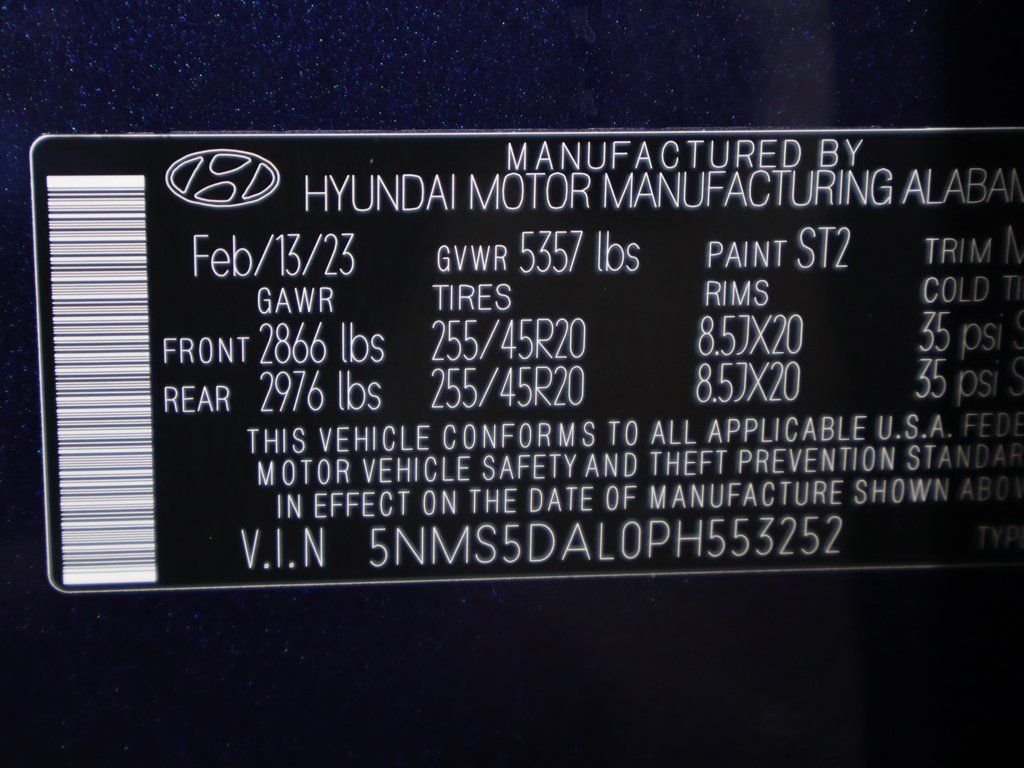 MANUFACTURED BY
HYUNDAI MOTOR MANUFACTURING
Feb/13/23 GVWR 5357 lbs PAINT ST2 TRIM
GAWR TIRES RIMS COLD
FRONT 2866 lbs 255/45R20 8.5JX20 35 psi
REAR 2976 lbs 255/45R20 8.5JX20 35 psi
THIS VEHICLE CONFORMS TO ALL APPLICABLE U.S.A.
MOTOR VEHICLE SAFETY AND THEFT PREVENTION
IN EFFECT ON THE DATE OF MANUFACTURE SHOWN
V.I.N 5NMS5DAL0PH553252